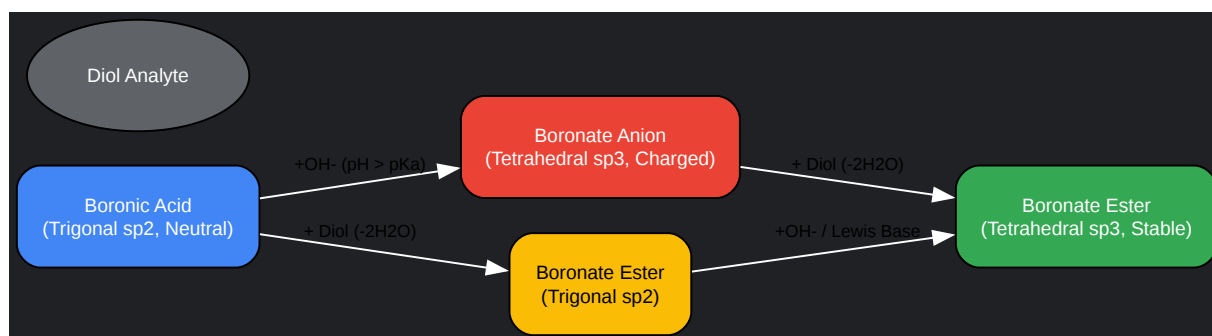 Diol Analyte
Boronic Acid
(Trigonal sp2, Neutral)
+OH- (pH > pKa)
+ Diol (-2H2O)
Boronate Anion
(Tetrahedral sp3, Charged)
Boronate Ester
(Trigonal sp2)
+ Diol (-2H2O)
+OH- / Lewis Base
Boronate Ester
(Tetrahedral sp3, Stable)